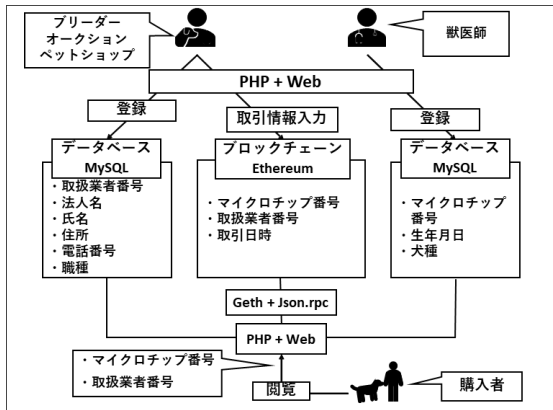 ブリーダー
オークション
ペットショップ
獣医師
PHP + Web
登録
取引情報入力
登録
データベース
MySQL
・取扱業者番号
・法人名
・氏名
・住所
・電話番号
・職種
ブロックチェーン
Ethereum
・マイクロチップ番号
・取扱業者番号
・取引日時
データベース
MySQL
・マイクロチップ
番号
・生年月日
・犬種
Geth + Json.rpc
PHP + Web
・マイクロチップ番号
・取扱業者番号
閲覧
購入者